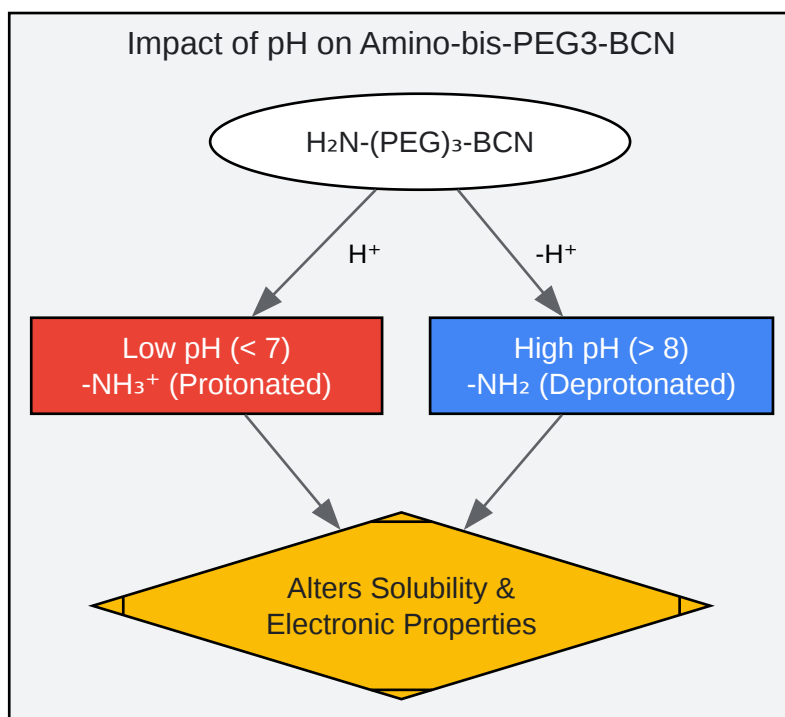 Impact of pH on Amino-bis-PEG3-BCN
H₂N-(PEG)₃-BCN
H⁺
-H⁺
Low pH (< 7)
-NH₃⁺ (Protonated)
High pH (> 8)
-NH₂ (Deprotonated)
Alters Solubility &
Electronic Properties